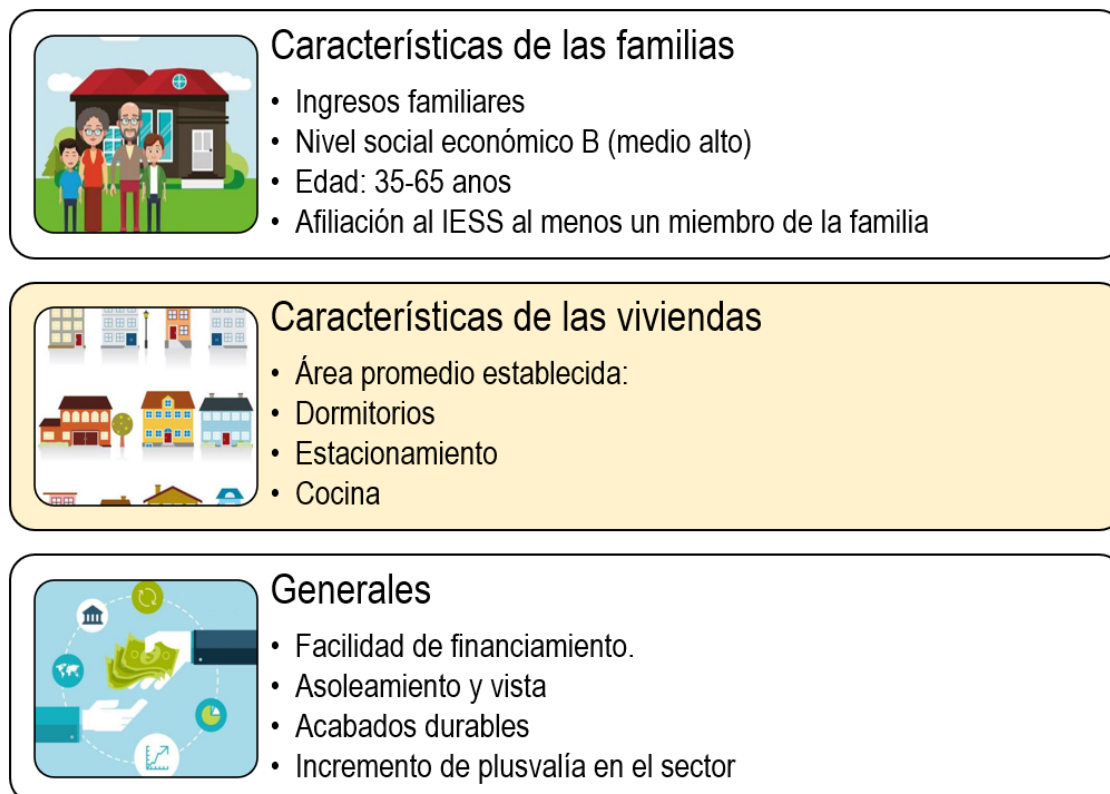 Características de las familias
• Ingresos familiares
• Nivel social económico B (medio alto)
• Edad: 35-65 anos
• Afiliación al IESS al menos un miembro de la familia
Características de las viviendas
• Área promedio establecida:
• Dormitorios
• Estacionamiento
• Cocina
Generales
• Facilidad de financiamiento.
• Asoleamiento y vista
• Acabados durables
• Incremento de plusvalía en el sector